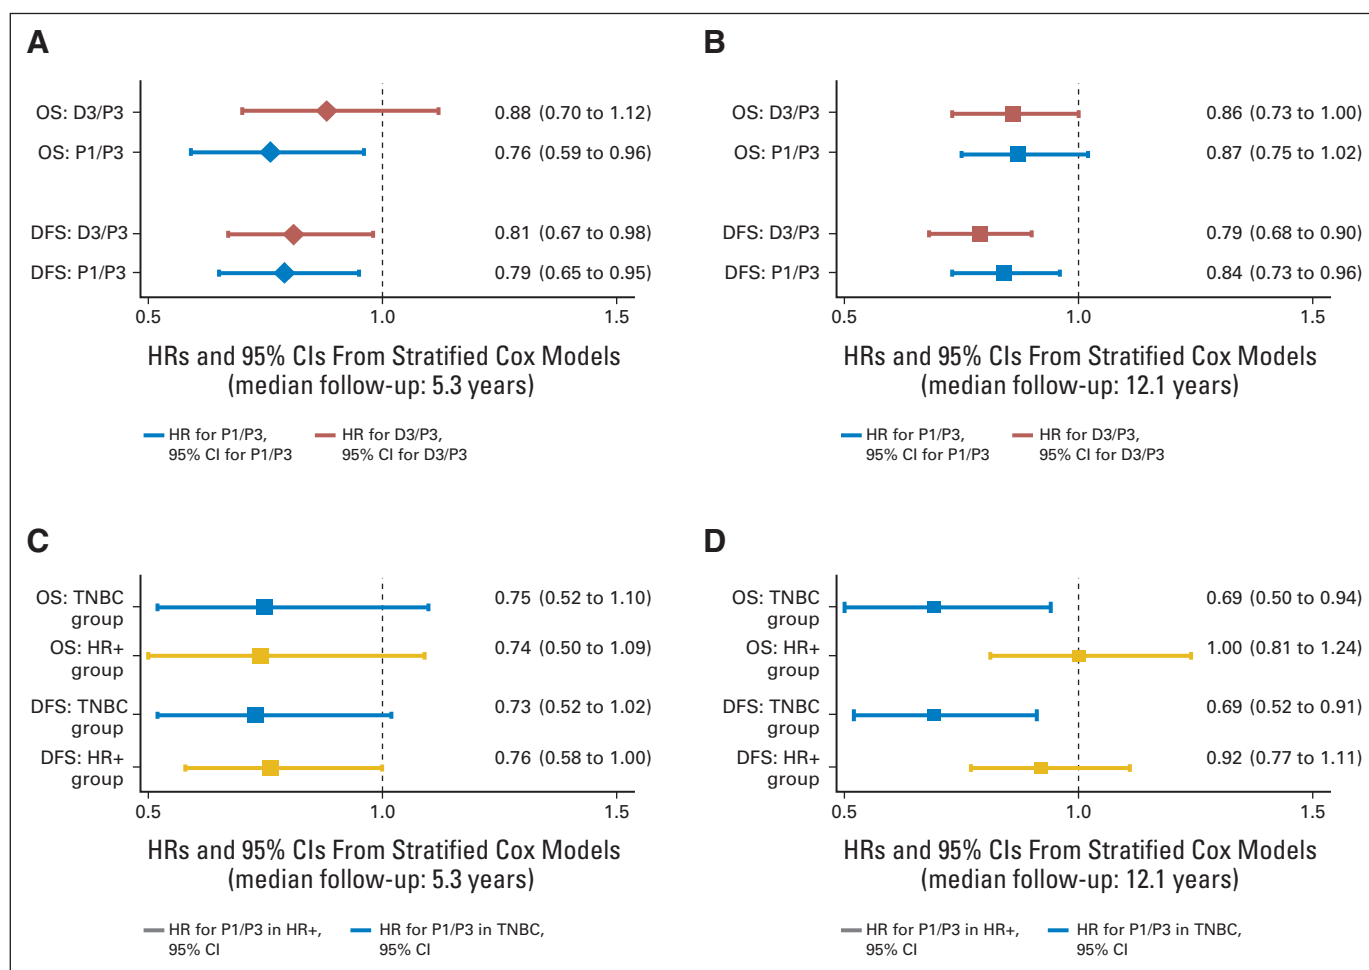 A
OS: D3/P3
0.88 (0.70 to 1.12)
OS: P1/P3
0.76 (0.59 to 0.96)
DFS: D3/P3
0.81 (0.67 to 0.98)
DFS: P1/P3
0.79 (0.65 to 0.95)
0.5 1.0 1.5
HRs and 95% CIs From Stratified Cox Models
(median follow-up: 5.3 years)
HR for P1/P3,
95% CI for P1/P3
HR for D3/P3,
95% CI for D3/P3
B
OS: D3/P3
0.86 (0.73 to 1.00)
OS: P1/P3
0.87 (0.75 to 1.02)
DFS: D3/P3
0.79 (0.68 to 0.90)
DFS: P1/P3
0.84 (0.73 to 0.96)
0.5 1.0 1.5
HRs and 95% CIs From Stratified Cox Models
(median follow-up: 12.1 years)
HR for P1/P3,
95% CI for P1/P3
HR for D3/P3,
95% CI for D3/P3
C
OS: TNBC
group
0.75 (0.52 to 1.10)
OS: HR+
group
0.74 (0.50 to 1.09)
DFS: TNBC
group
0.73 (0.52 to 1.02)
DFS: HR+
group
0.76 (0.58 to 1.00)
0.5 1.0 1.5
HRs and 95% CIs From Stratified Cox Models
(median follow-up: 5.3 years)
HR for P1/P3 in HR+,
95% CI
HR for P1/P3 in TNBC,
95% CI
D
OS: TNBC
group
0.69 (0.50 to 0.94)
OS: HR+
group
1.00 (0.81 to 1.24)
DFS: TNBC
group
0.69 (0.52 to 0.91)
DFS: HR+
group
0.92 (0.77 to 1.11)
0.5 1.0 1.5
HRs and 95% CIs From Stratified Cox Models
(median follow-up: 12.1 years)
HR for P1/P3 in HR+,
95% CI
HR for P1/P3 in TNBC,
95% CI